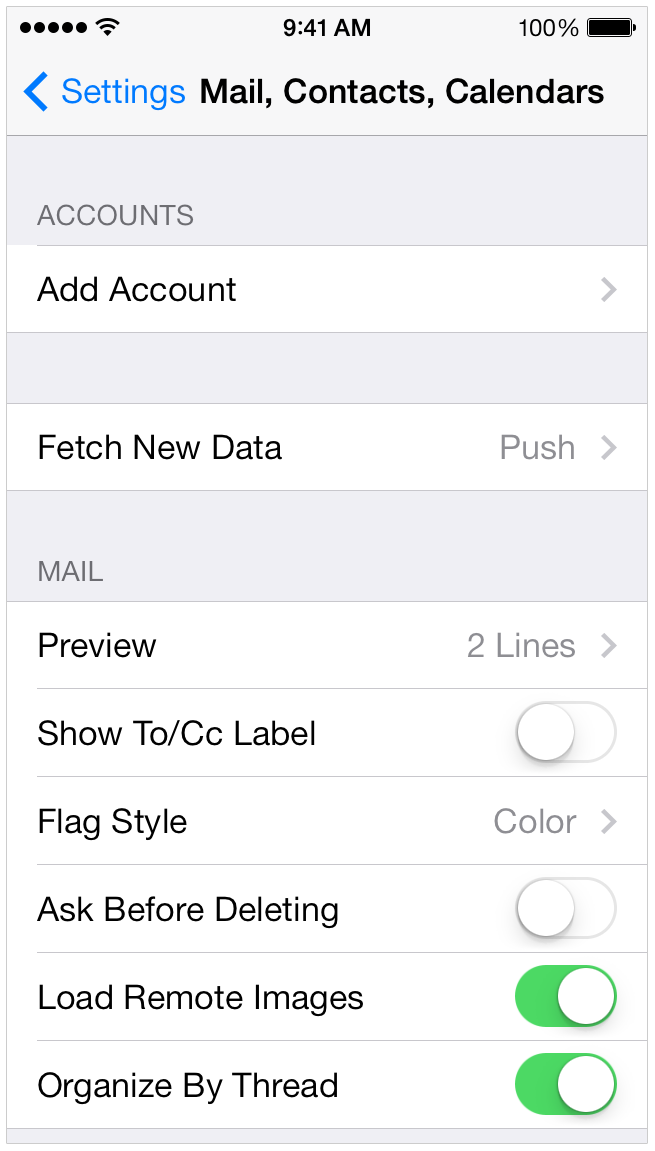 9:41 AM 100%
Settings Mail, Contacts, Calendars
ACCOUNTS
Add Account
Fetch New Data Push
MAIL
Preview 2 Lines
Show To/Cc Label
Flag Style Color
Ask Before Deleting
Load Remote Images
Organize By Thread